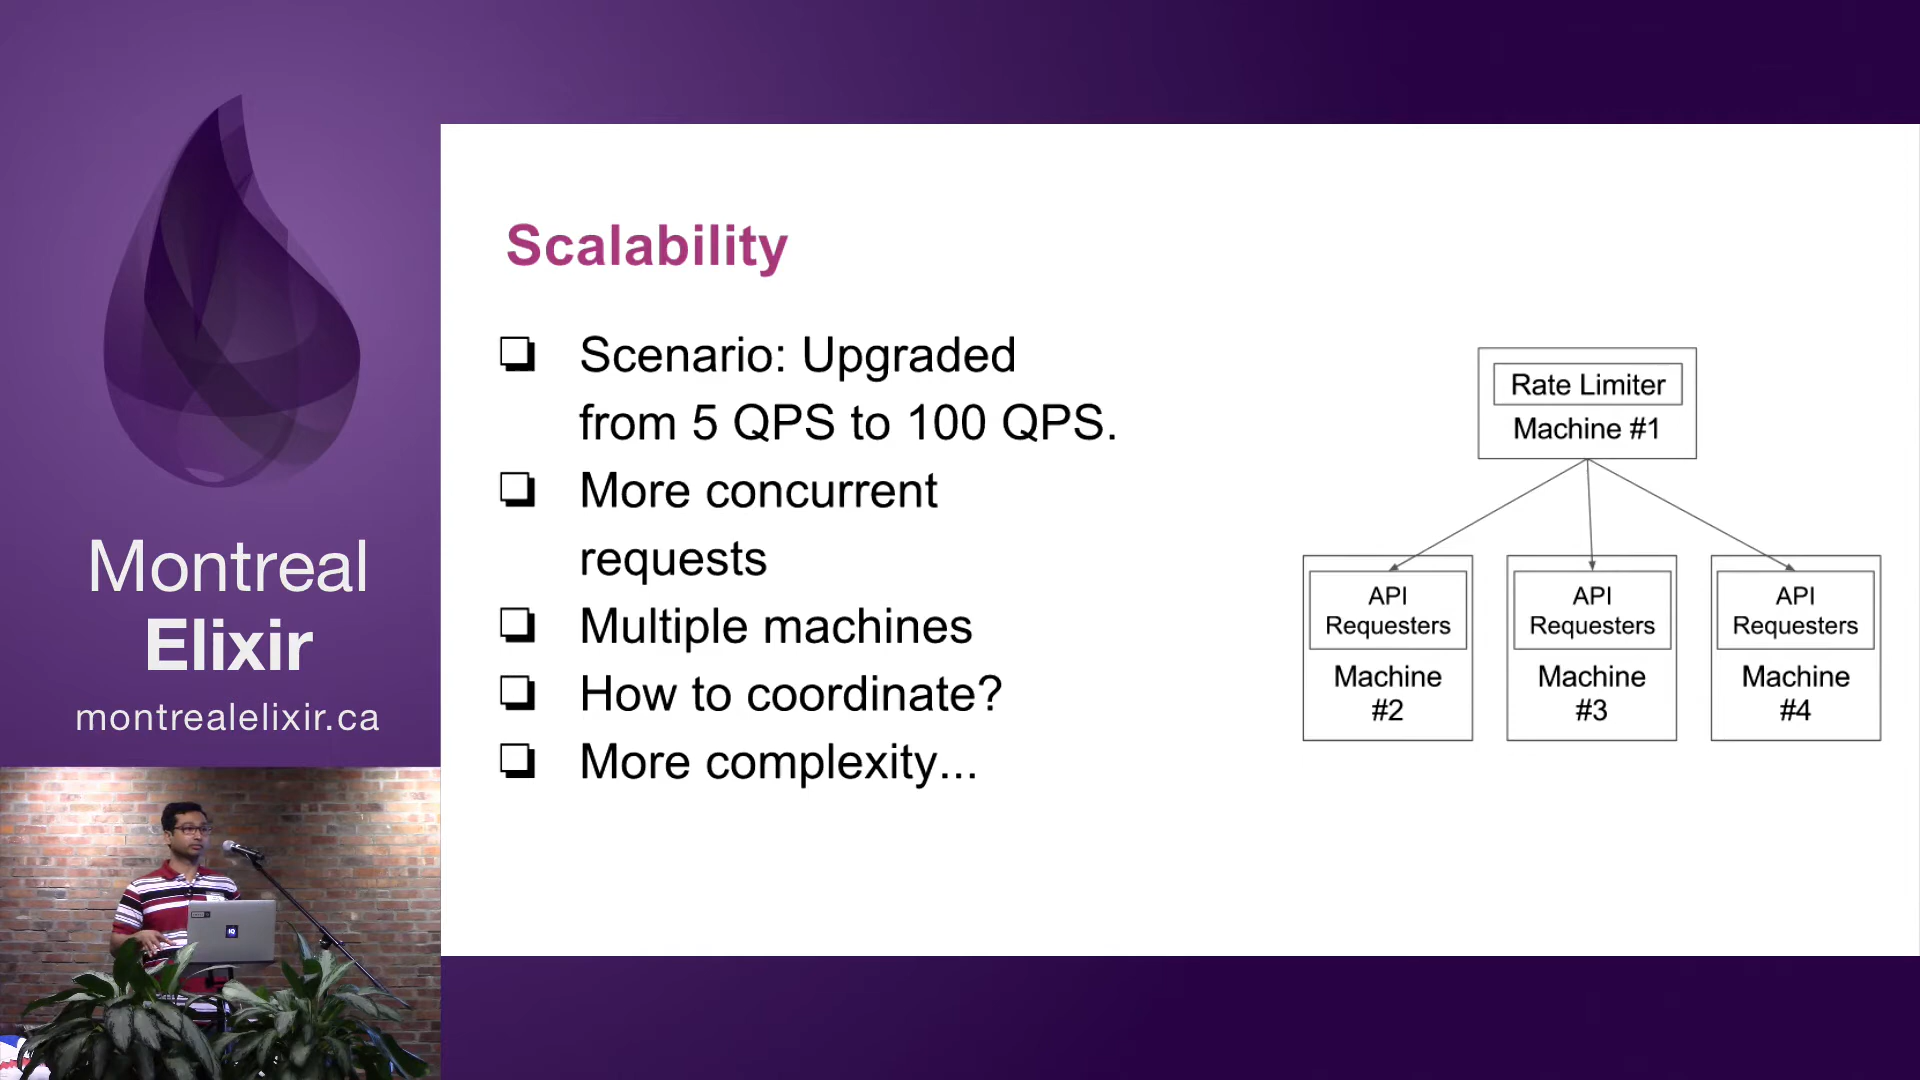 Montreal
Elixir
montrealelixir.ca
Scalability
Scenario: Upgraded
from 5 QPS to 100 QPS.
More concurrent
requests
Multiple machines
How to coordinate?
More complexity...
Rate Limiter
Machine #1
API
Requesters
Machine
#2
API
Requesters
Machine
#3
API
Requesters
Machine
#4